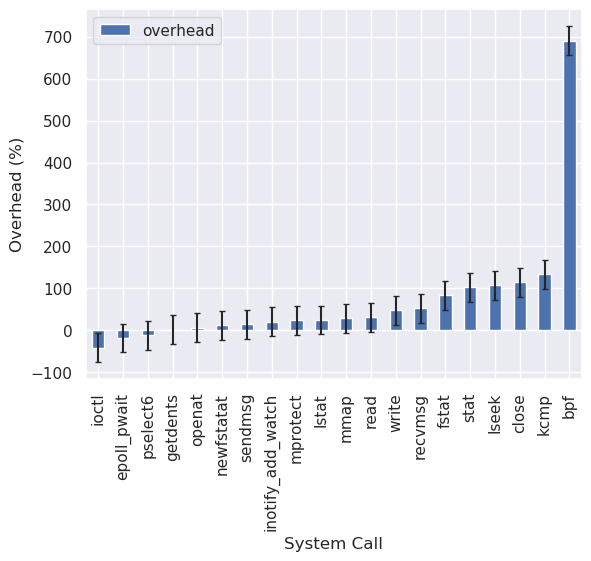 overhead
700
600
500
400
300
200
100
0
−100
Overhead (%)
ioctl
epoll_pwait
pselect6
getdents
openat
newfstatat
sendmsg
inotify_add_watch
mprotect
lstat
mmap
read
write
recvmsg
fstat
stat
lseek
close
kcmp
bpf
System Call